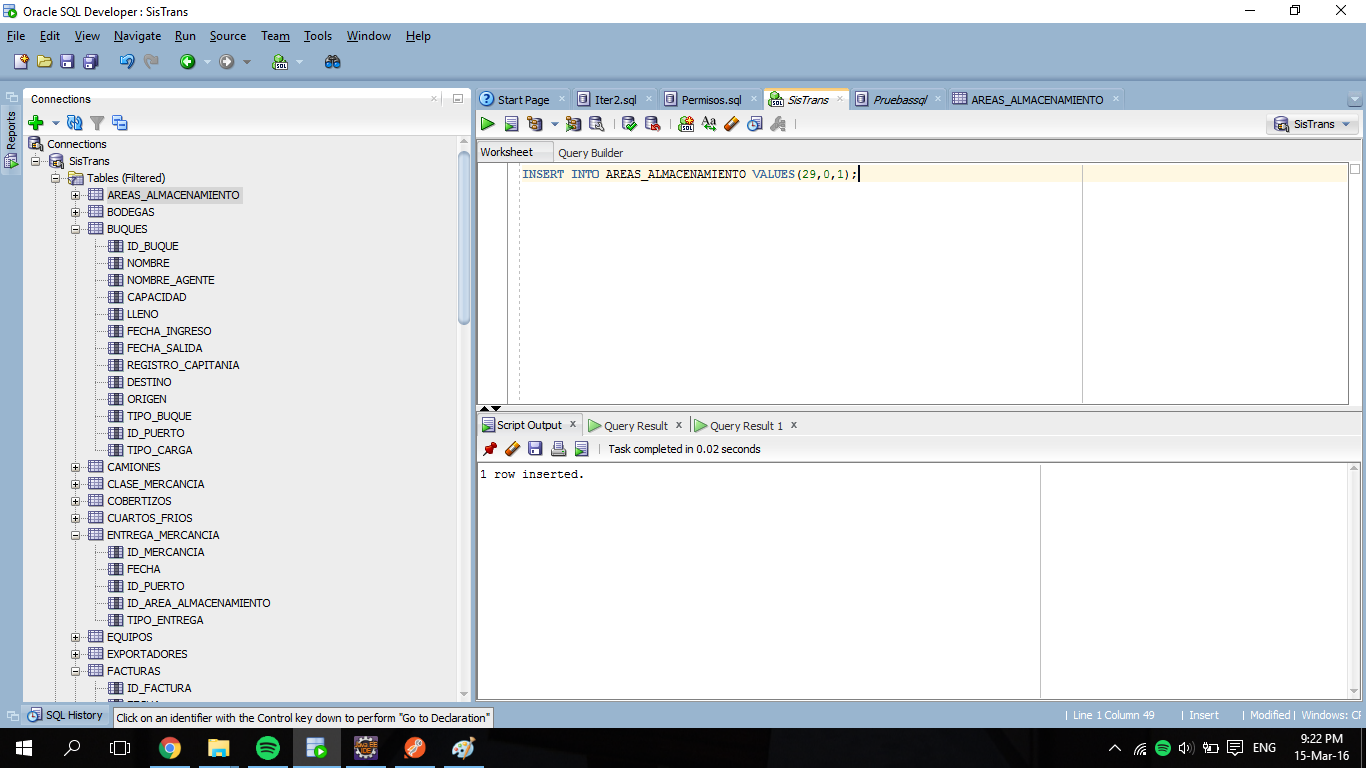 Oracle SQL Developer : SisTrans
File Edit View Navigate Run Source Team Tools Window Help
Reports
Connections
Connections
SisTrans
Tables (Filtered)
AREAS_ALMACENAMIENTO
BODEGAS
BUQUES
ID_BUQUE
NOMBRE
NOMBRE_AGENTE
CAPACIDAD
LLENO
FECHA_INGRESO
FECHA_SALIDA
REGISTRO_CAPITANIA
DESTINO
ORIGEN
TIPO_BUQUE
ID_PUERTO
TIPO_CARGA
CAMIONES
CLASE_MERCANCIA
COBERTIZOS
CUARTOS_FRIOS
ENTREGA_MERCANCIA
ID_MERCANCIA
FECHA
ID_PUERTO
ID_AREA_ALMACENAMIENTO
TIPO_ENTREGA
EQUIPOS
EXPORTADORES
FACTURAS
ID_FACTURA
Start Page Iter2.sql Permisos.sql SisTrans Pruebassql AREAS_ALMACENAMIENTO
SisTrans
Worksheet Query Builder
INSERT INTO AREAS_ALMACENAMIENTO VALUES(29,0,1);
Script Output Query Result Query Result 1
Task completed in 0.02 seconds
1 row inserted.
SQL History Click on an identifier with the Control key down to perform "Go to Declaration"
Line 1 Column 49 Insert Modified Windows: CF
ENG
9:22 PM
15-Mar-16